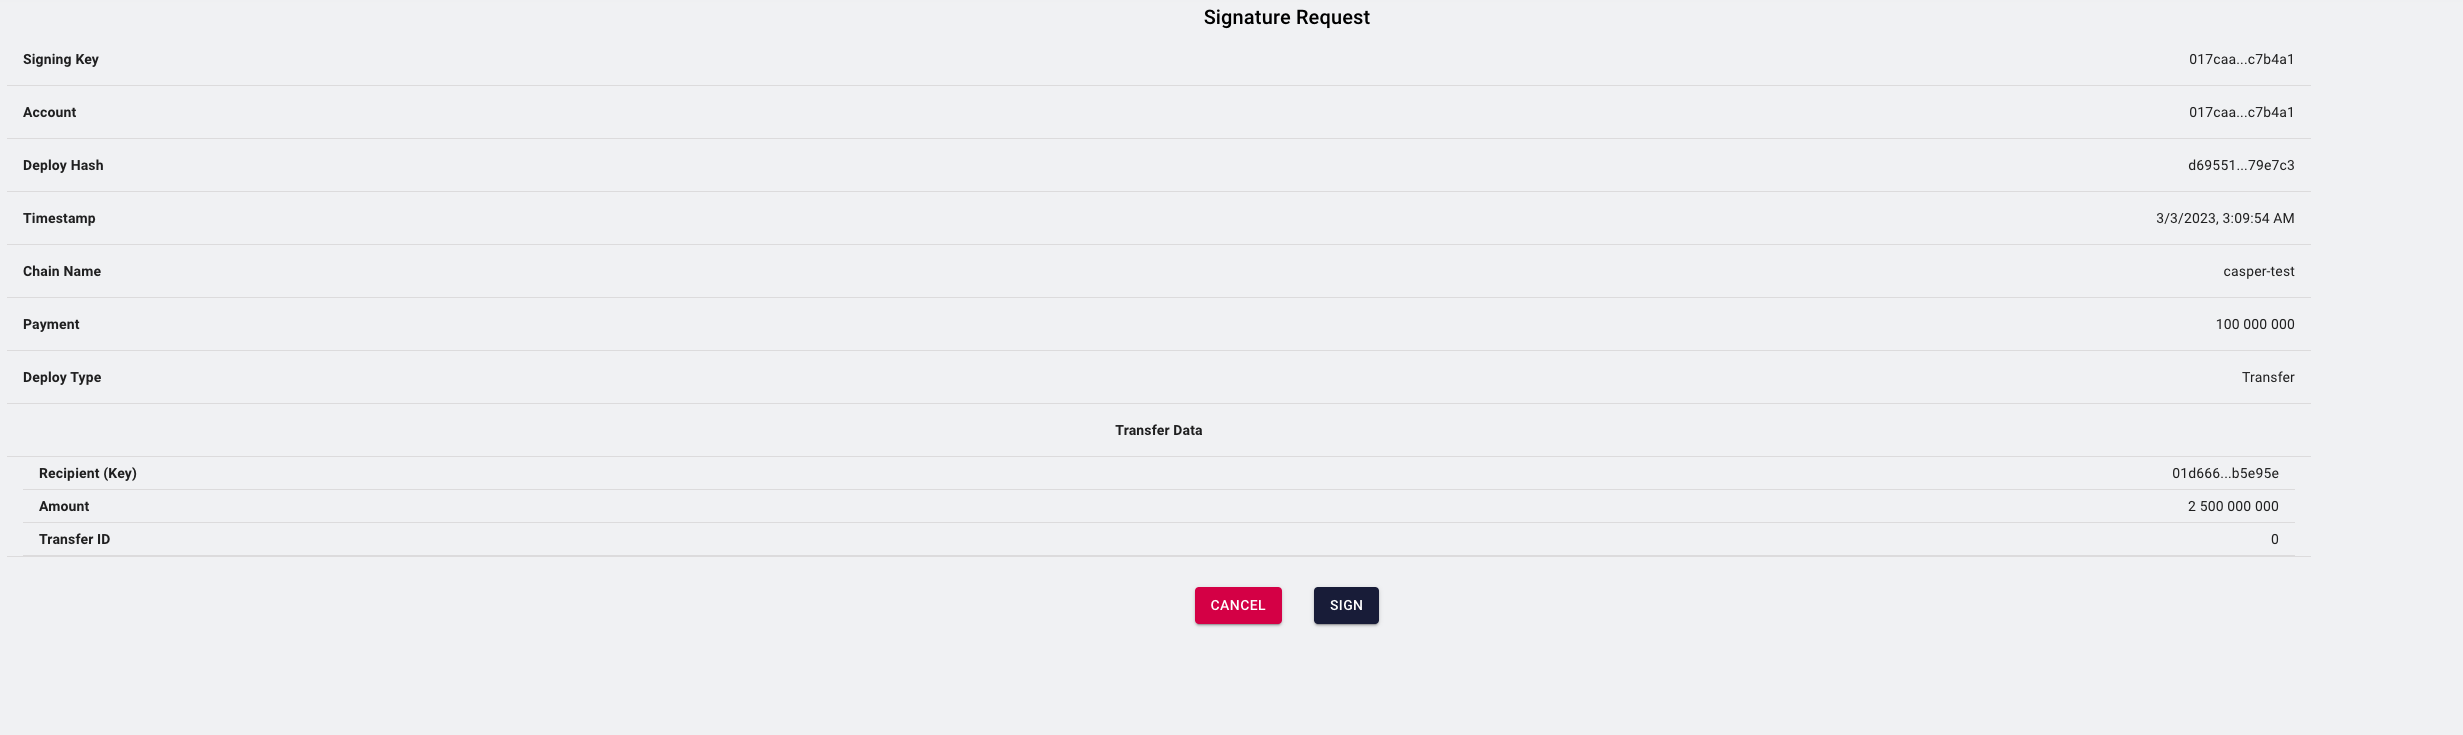 Signature Request
Signing Key 017caa...c7b4a1
Account 017caa...c7b4a1
Deploy Hash d69551...79e7c3
Timestamp 3/3/2023, 3:09:54 AM
Chain Name casper-test
Payment 100 000 000
Deploy Type Transfer
Transfer Data
Recipient (Key) 01d666...b5e95e
Amount 2 500 000 000
Transfer ID 0
CANCEL SIGN